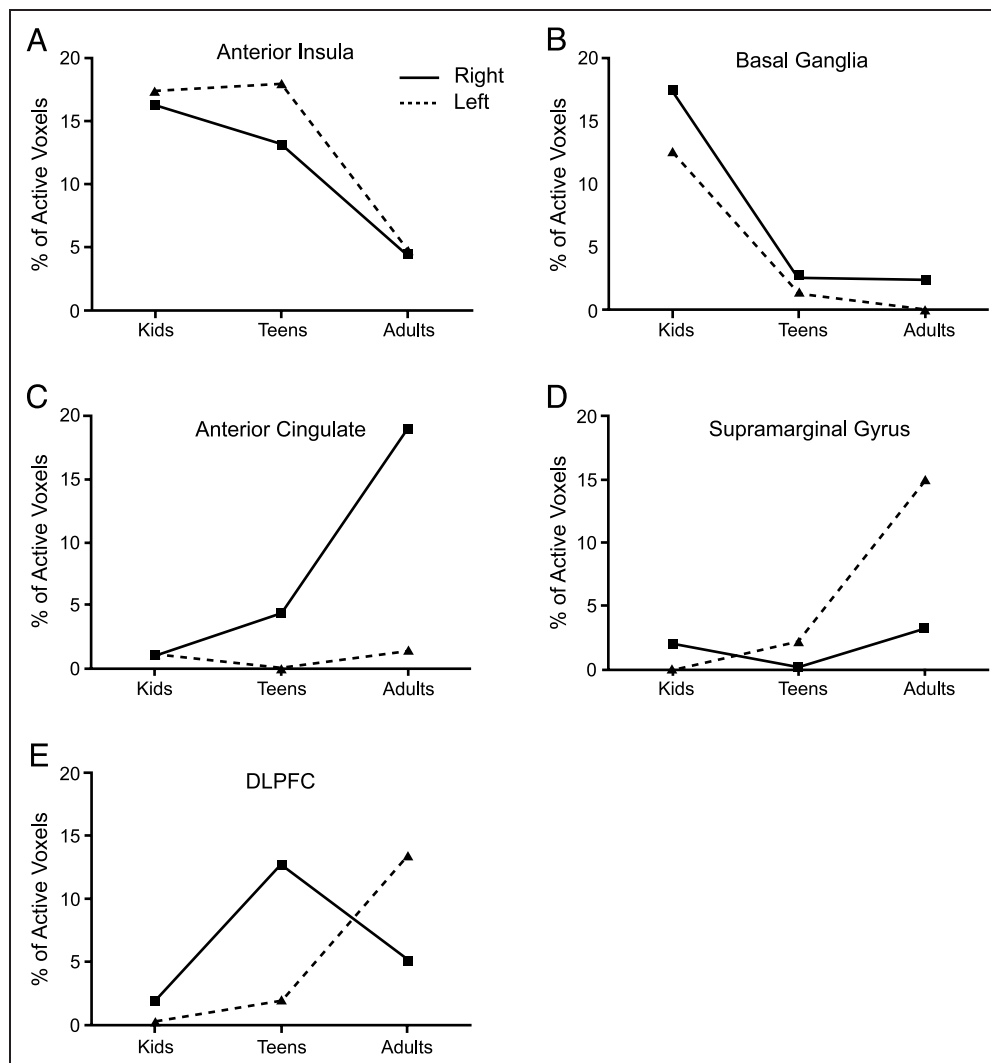 A
Anterior Insula
Right
Left
% of Active Voxels
20
15
10
5
0
Kids Teens Adults
B
Basal Ganglia
% of Active Voxels
20
15
10
5
0
Kids Teens Adults
C
Anterior Cingulate
% of Active Voxels
20
15
10
5
0
Kids Teens Adults
D
Supramarginal Gyrus
% of Active Voxels
20
15
10
5
0
Kids Teens Adults
E
DLPFC
% of Active Voxels
20
15
10
5
0
Kids Teens Adults